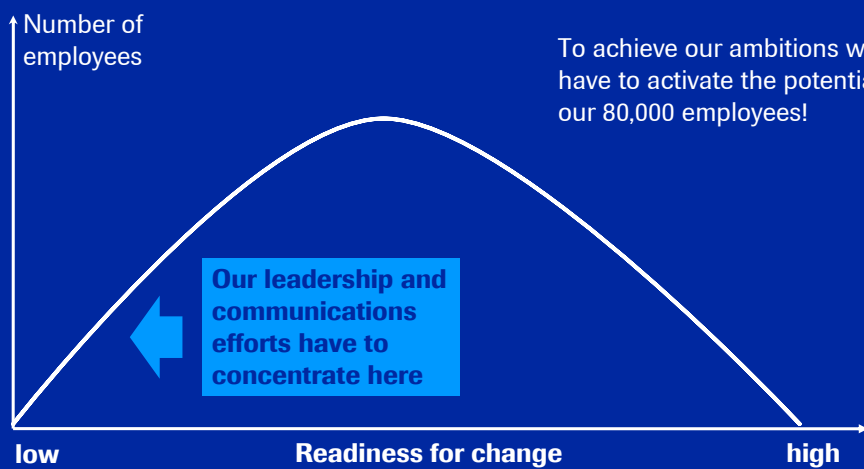 Number of
employees
To achieve our ambitions w
have to activate the potentia
our 80,000 employees!
Our leadership and
communications
efforts have to
concentrate here
low Readiness for change high